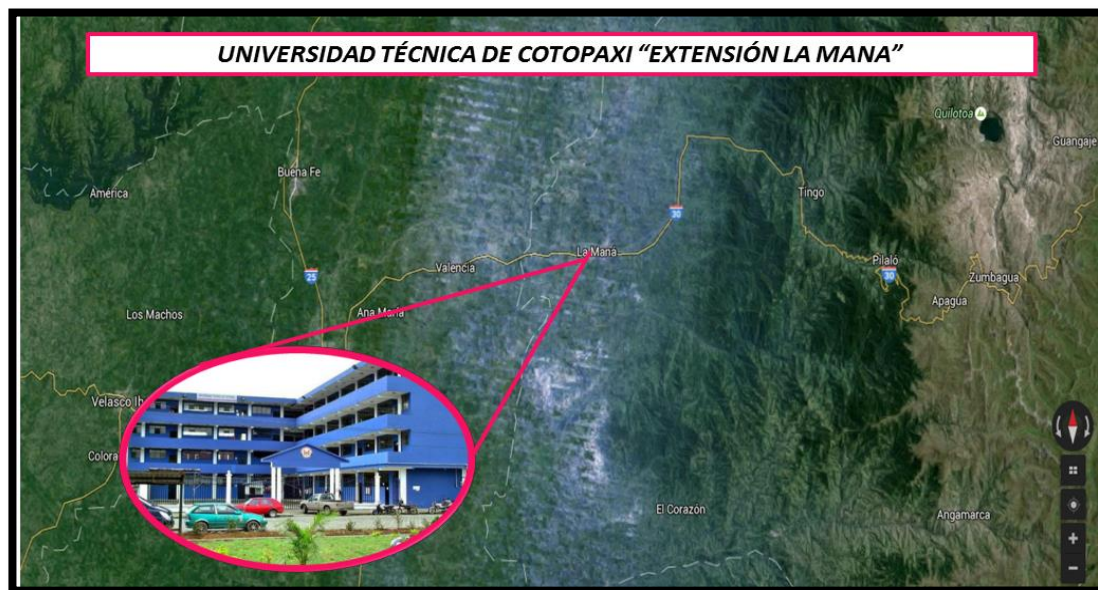 UNIVERSIDAD TÉCNICA DE COTOPAXI “EXTENSIÓN LA MANA”
Quilotoa
Guangaje
Buena Fe
América
Tingo
30
La Maná
Pilaló
Valencia
25
30
Zumbagua
Apagua
Los Machos
Ana María
Velasco Ib
Colora
El Corazón
Angamarca